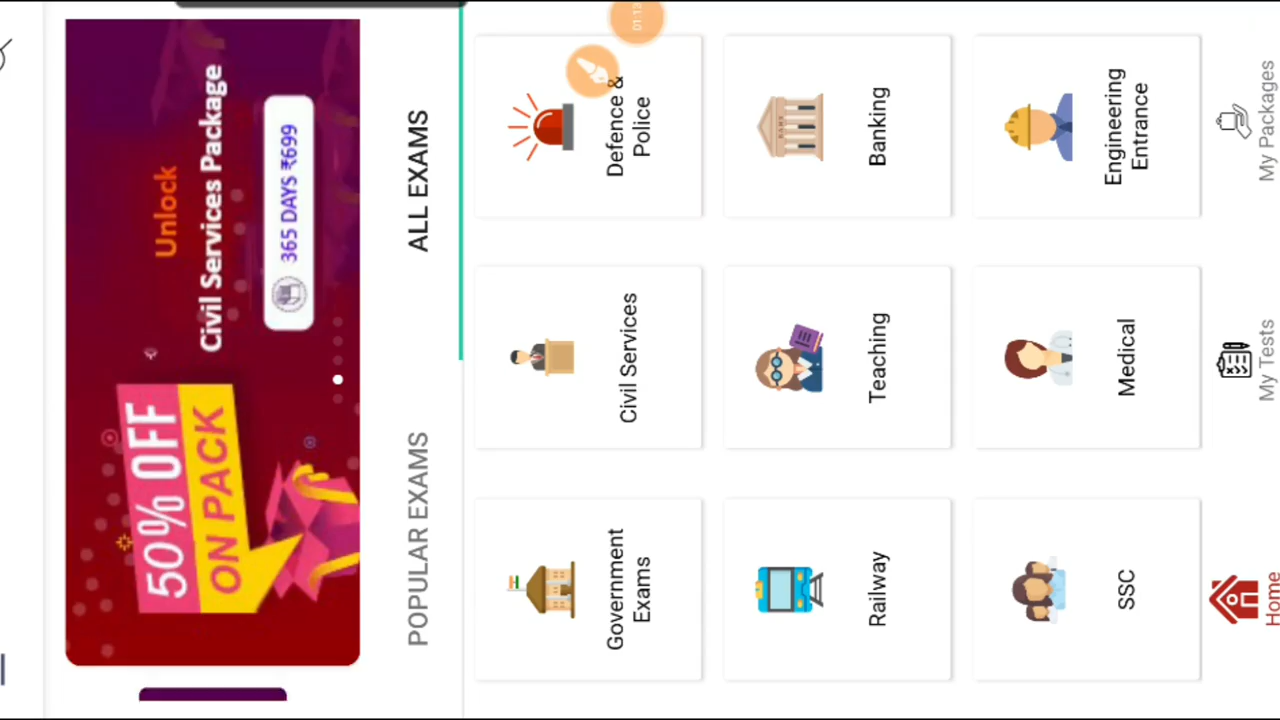 50% OFF
ON PACK
Unlock
Civil Services Package
365 DAYS ₹699
POPULAR EXAMS
ALL EXAMS
Government
Exams
Civil Services
Defence &
Police
Railway
Teaching
BANK
Banking
SSC
Medical
Engineering
Entrance
Home
My Tests
My Packages